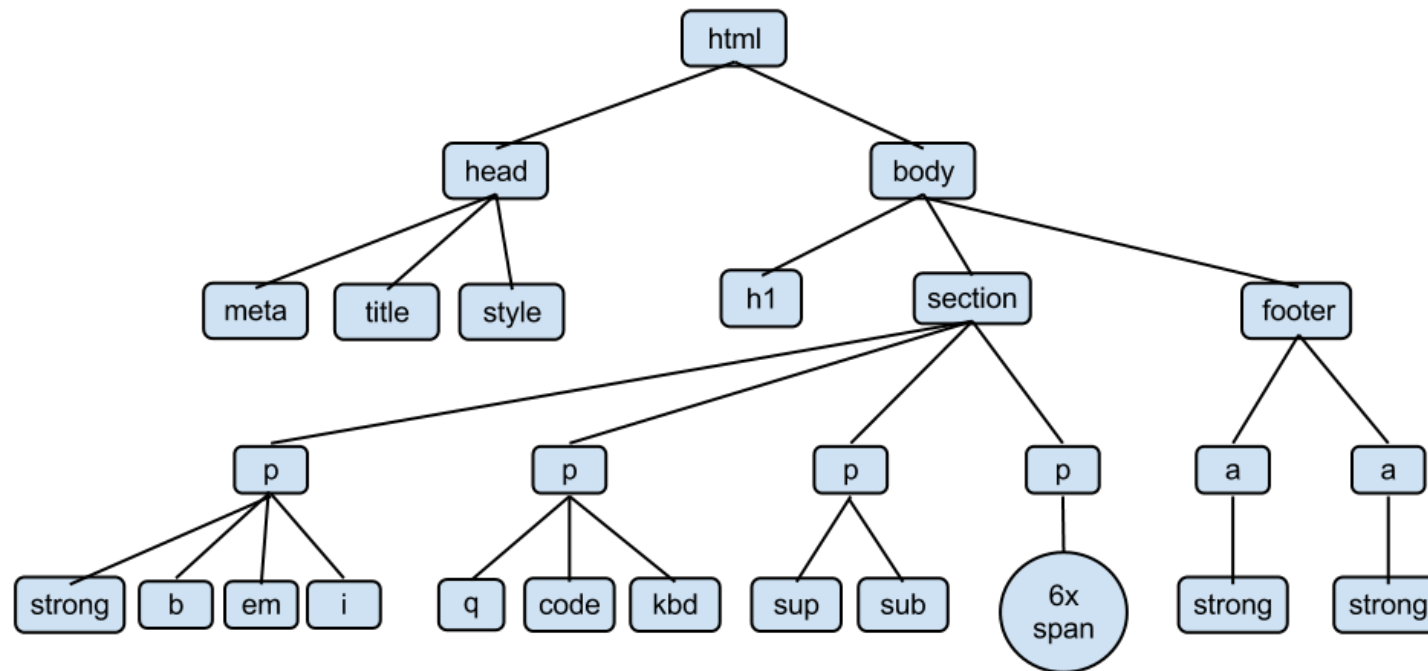 html
head
body
meta
title
style
h1
section
footer
p
p
p
p
a
a
strong
b
em
i
q
code
kbd
sup
sub
6x
span
strong
strong